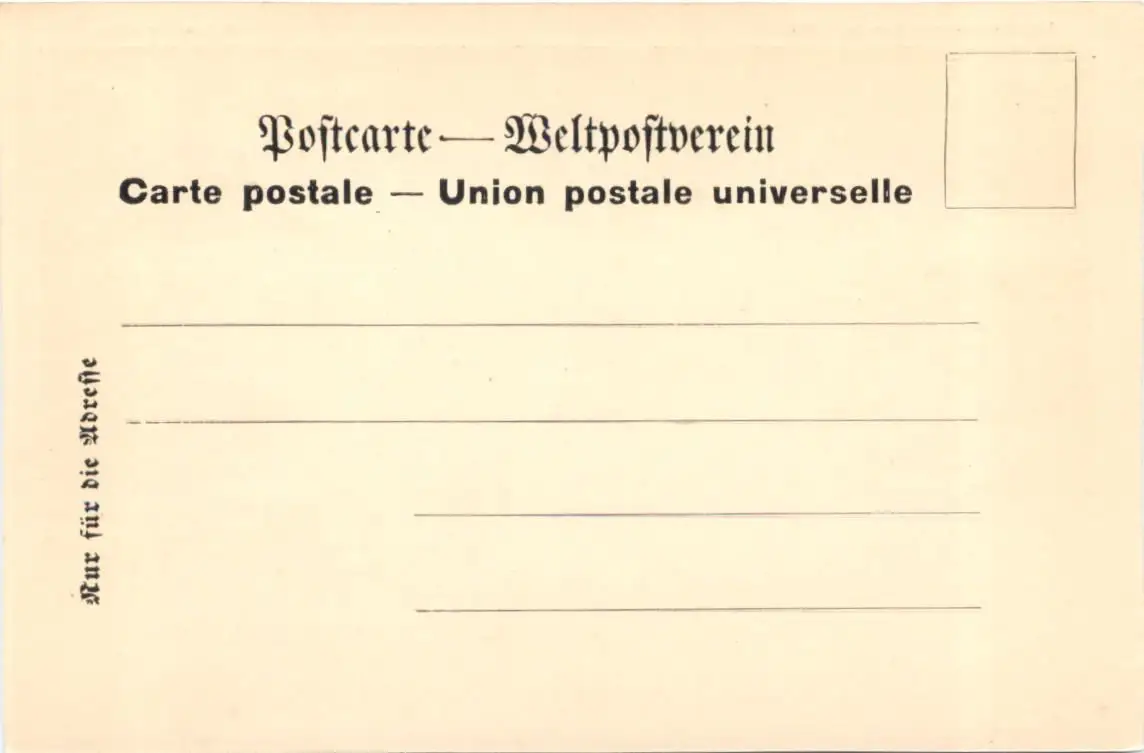 Postcarte — Weltpostverein
Carte postale — Union postale universelle
Nur für die Adresse